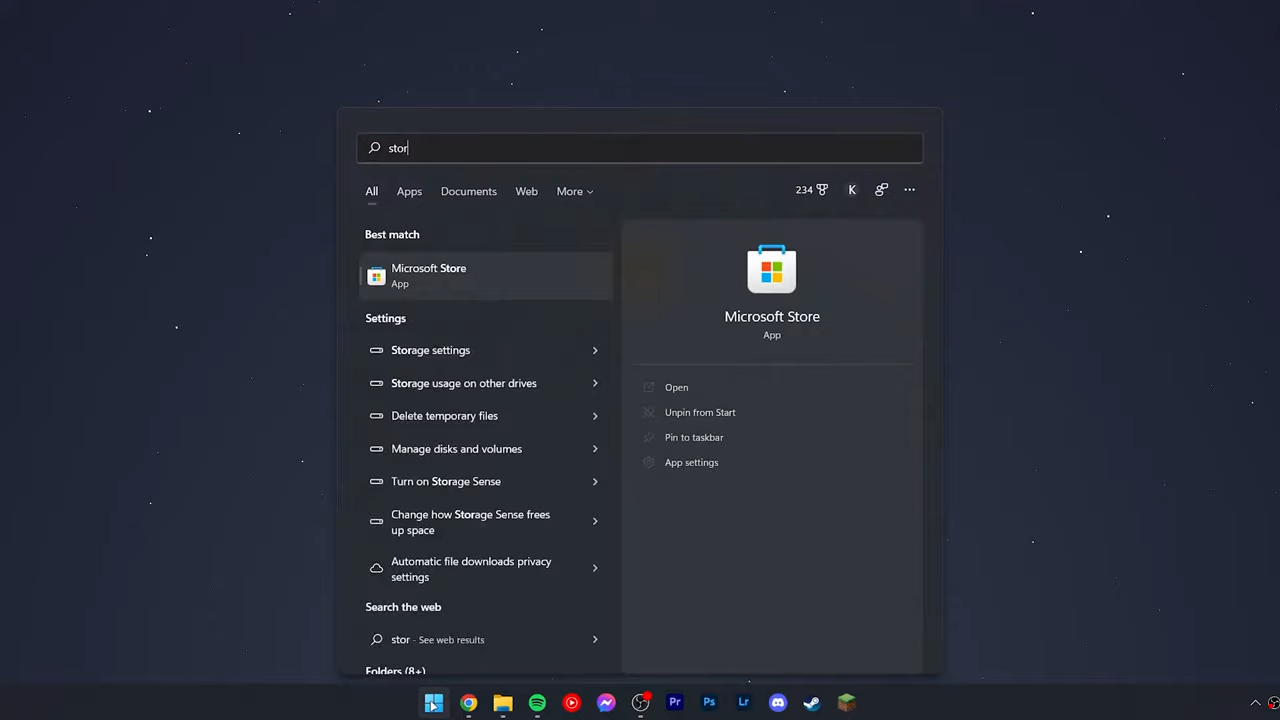 stor
All Apps Documents Web More
234 K
Best match
Microsoft Store
App
Settings
Storage settings
Storage usage on other drives
Delete temporary files
Manage disks and volumes
Turn on Storage Sense
Change how Storage Sense frees
up space
Automatic file downloads privacy
settings
Search the web
stor - See web results
Folders (8+)
Microsoft Store
App
Open
Unpin from Start
Pin to taskbar
App settings
Pr Ps Lr